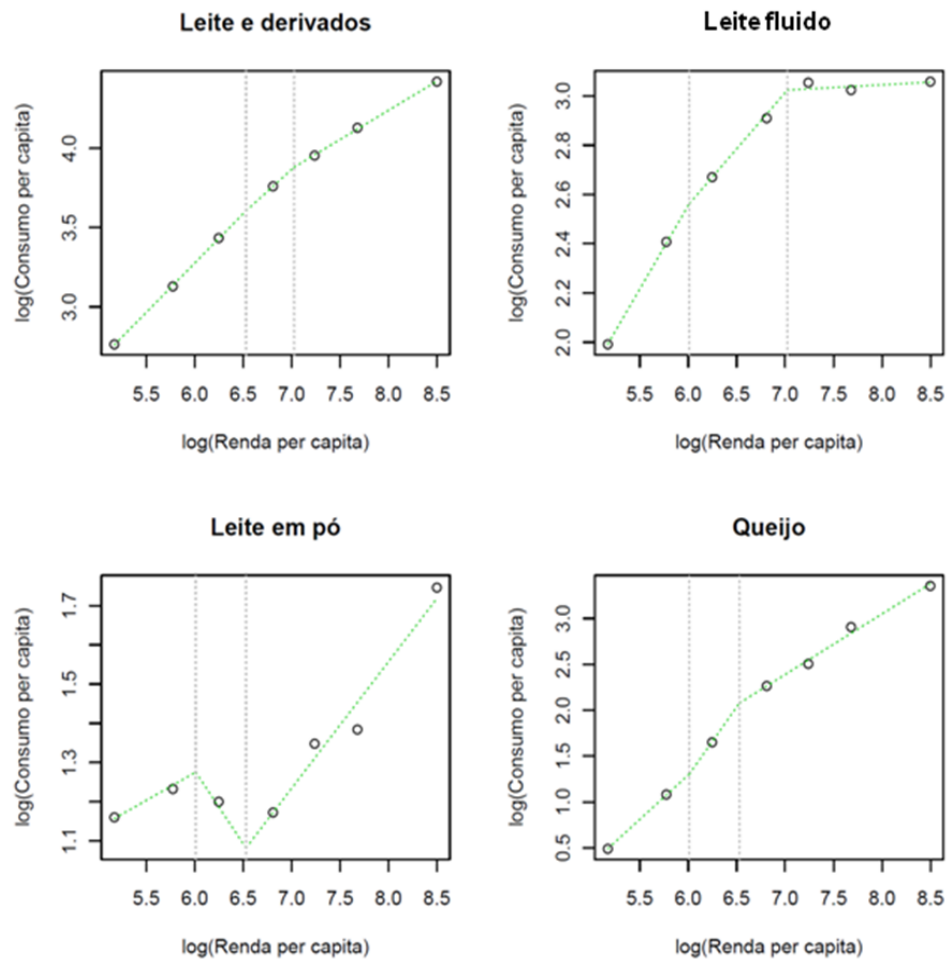 Leite e derivados
log(Consumo per capita)
4.0
3.5
3.0
5.5 6.0 6.5 7.0 7.5 8.0 8.5
log(Renda per capita)
Leite fluido
log(Consumo per capita)
3.0
2.8
2.6
2.4
2.2
2.0
5.5 6.0 6.5 7.0 7.5 8.0 8.5
log(Renda per capita)
Leite em pó
log(Consumo per capita)
1.7
1.5
1.3
1.1
5.5 6.0 6.5 7.0 7.5 8.0 8.5
log(Renda per capita)
Queijo
log(Consumo per capita)
3.0
2.5
2.0
1.5
1.0
0.5
5.5 6.0 6.5 7.0 7.5 8.0 8.5
log(Renda per capita)